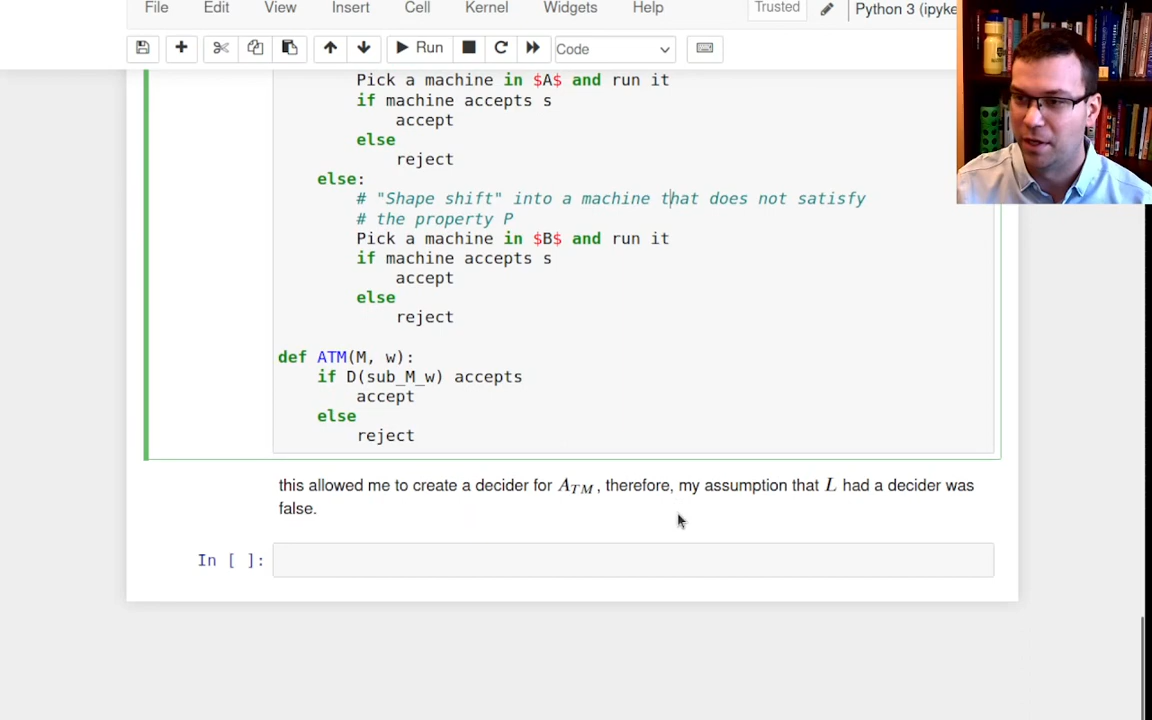 File Edit View Insert Cell Kernel Widgets Help Trusted Python 3 (ipyke
Run Code
Pick a machine in $A$ and run it
if machine accepts s
accept
else
reject
else:
# "Shape shift" into a machine that does not satisfy
# the property P
Pick a machine in $B$ and run it
if machine accepts s
accept
else
reject
def ATM(M, w):
if D(sub_M_w) accepts
accept
else
reject
this allowed me to create a decider for A_TM, therefore, my assumption that L had a decider was
false.
In [ ]: